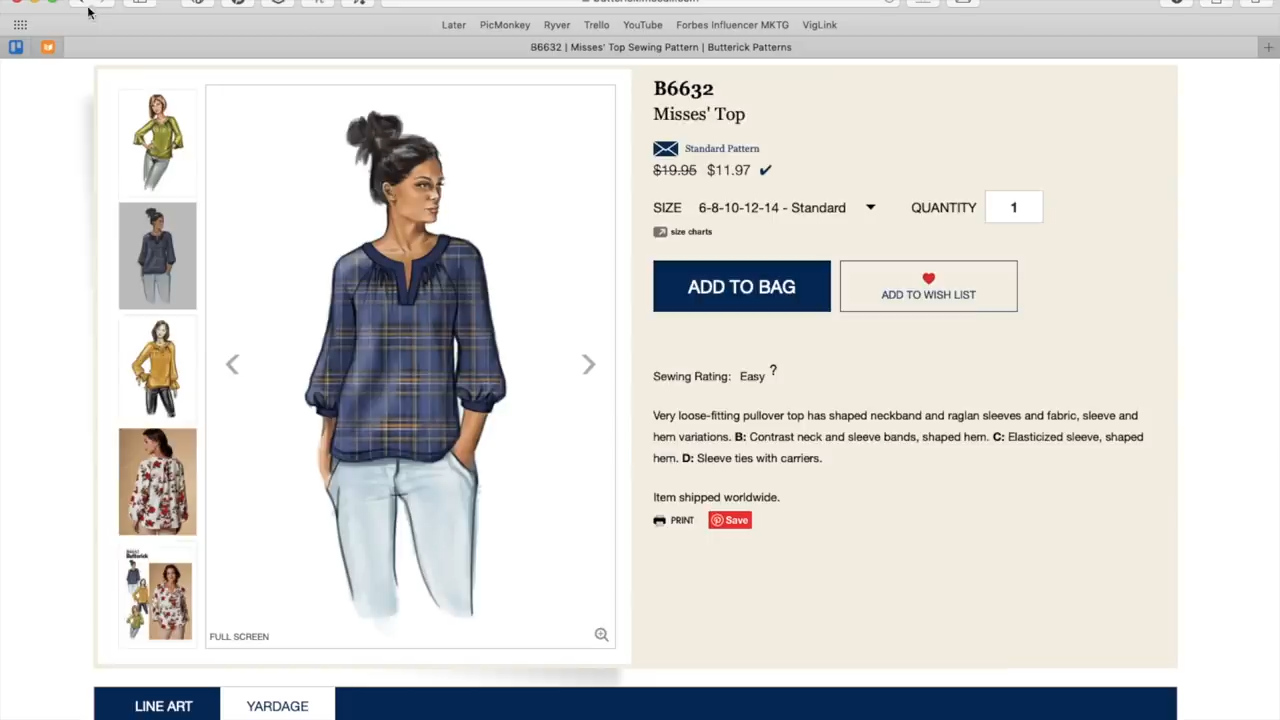 Later PicMonkey Ryver Trello YouTube Forbes Influencer MKTG VigLink
B6632 | Misses' Top Sewing Pattern | Butterick Patterns
B6632
Misses' Top
Standard Pattern
$19.95 $11.97 ✓
SIZE 6-8-10-12-14 - Standard QUANTITY 1
size charts
ADD TO BAG
ADD TO WISH LIST
Sewing Rating: Easy ?
Very loose-fitting pullover top has shaped neckband and raglan sleeves and fabric, sleeve and
hem variations. B: Contrast neck and sleeve bands, shaped hem. C: Elasticized sleeve, shaped
hem. D: Sleeve ties with carriers.
Item shipped worldwide.
PRINT Save
Butterick
FULL SCREEN
LINE ART YARDAGE